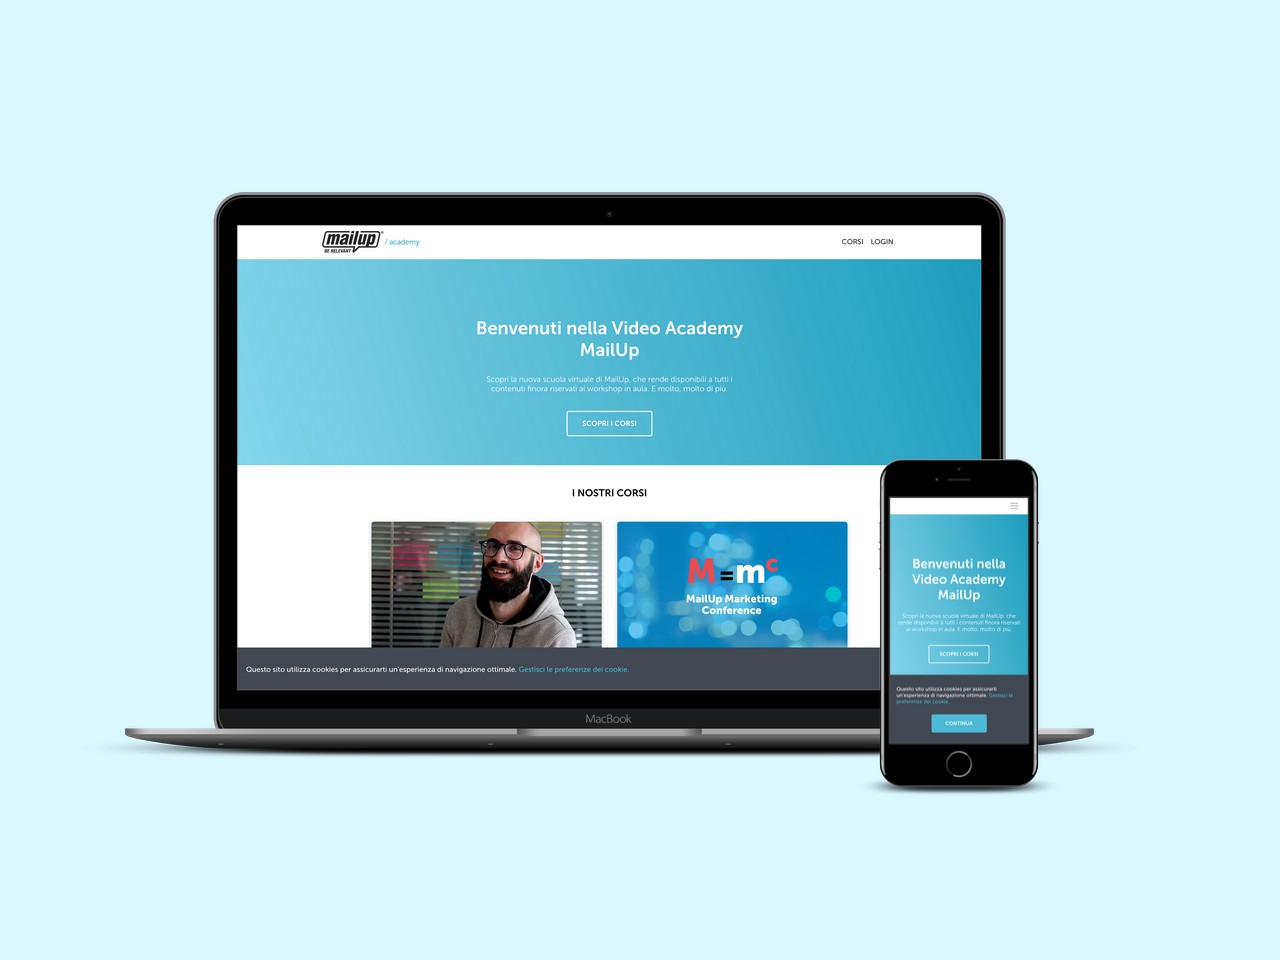 mailup
BE RELEVANT
/ academy
CORSI LOGIN
Benvenuti nella Video Academy
MailUp
Scopri la nuova scuola virtuale di MailUp, che rende disponibili a tutti i
contenuti finora riservati ai workshop in aula. E molto, molto di più.
SCOPRI I CORSI
I NOSTRI CORSI
M=mc
MailUp Marketing
Conference
Questo sito utilizza cookies per assicurarti un'esperienza di navigazione ottimale. Gestisci le preferenze dei cookie.
MacBook
Benvenuti nella
Video Academy
MailUp
Scopri la nuova scuola virtuale di MailUp, che
rende disponibili a tutti i contenuti finora riservati
ai workshop in aula. E molto, molto di più.
SCOPRI I CORSI
Questo sito utilizza cookies per assicurarti
un'esperienza di navigazione ottimale. Gestisci le
preferenze dei cookie.
CONTINUA